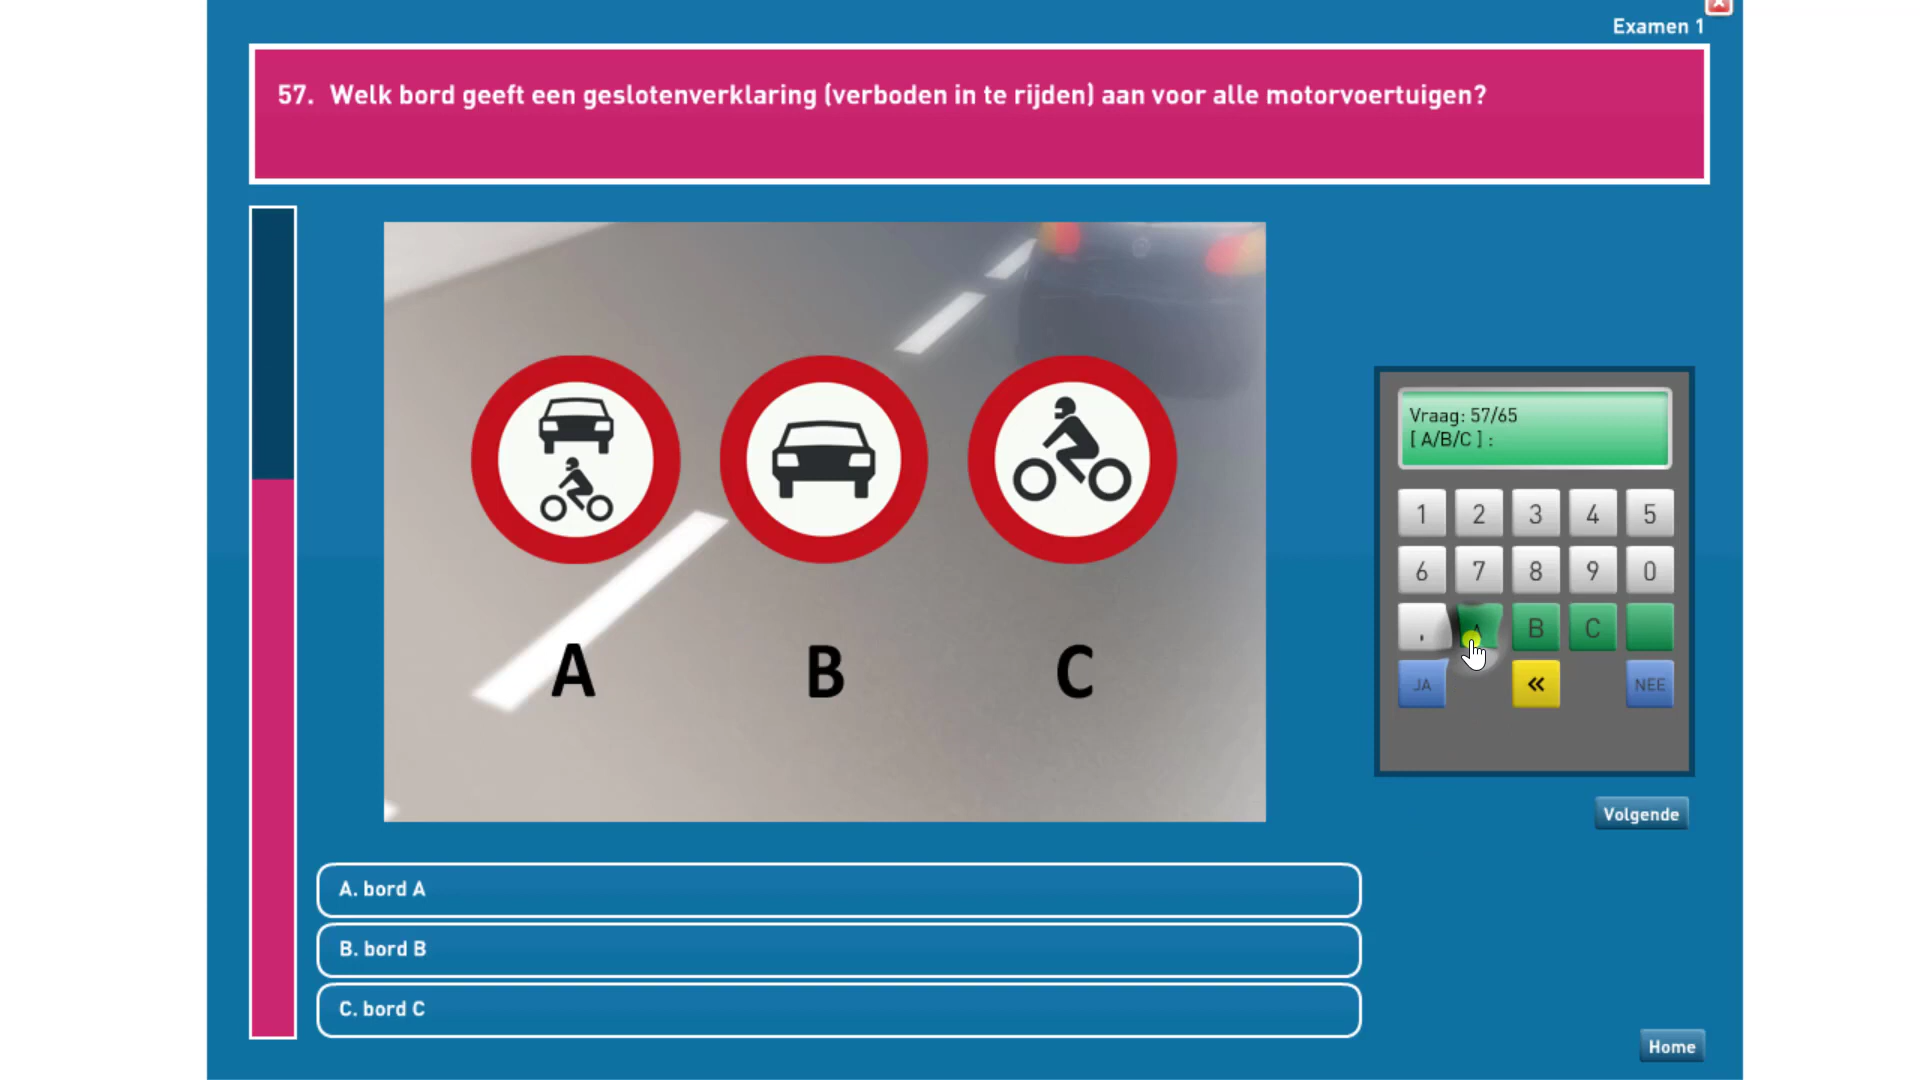 Examen 1
57. Welk bord geeft een geslotenverklaring (verboden in te rijden) aan voor alle motorvoertuigen?
A B C
Vraag: 57/65
[ A/B/C ] :
1 2 3 4 5
6 7 8 9 0
, A B C
JA « NEE
Volgende
A. bord A
B. bord B
C. bord C
Home